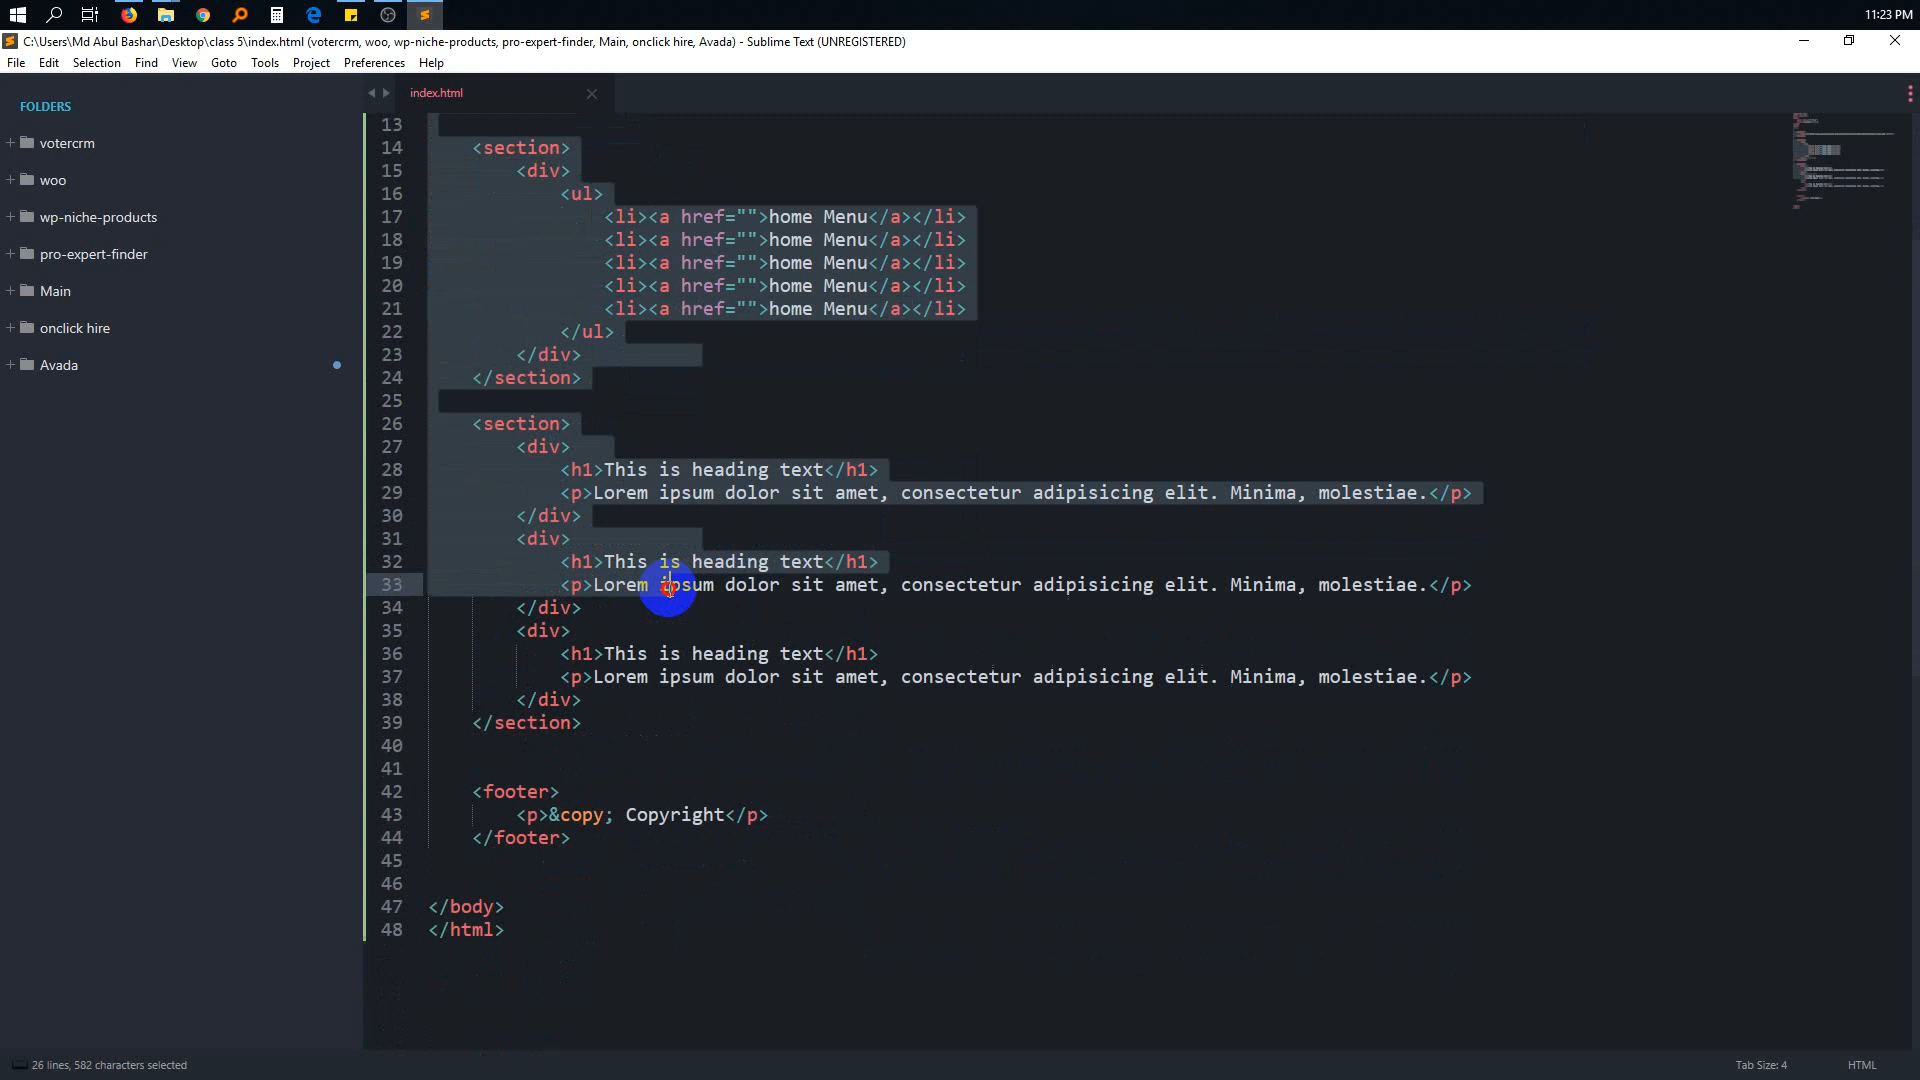 11:23 PM
C:\Users\Md Abul Bashar\Desktop\class 5\index.html (votercrm, woo, wp-niche-products, pro-expert-finder, Main, onclick hire, Avada) - Sublime Text (UNREGISTERED)
File Edit Selection Find View Goto Tools Project Preferences Help
FOLDERS
votercrm
woo
wp-niche-products
pro-expert-finder
Main
onclick hire
Avada
index.html
13
14 <section>
15 <div>
16 <ul>
17 <li><a href="">home Menu</a></li>
18 <li><a href="">home Menu</a></li>
19 <li><a href="">home Menu</a></li>
20 <li><a href="">home Menu</a></li>
21 <li><a href="">home Menu</a></li>
22 </ul>
23 </div>
24 </section>
25
26 <section>
27 <div>
28 <h1>This is heading text</h1>
29 <p>Lorem ipsum dolor sit amet, consectetur adipisicing elit. Minima, molestiae.</p>
30 </div>
31 <div>
32 <h1>This is heading text</h1>
33 <p>Lorem ipsum dolor sit amet, consectetur adipisicing elit. Minima, molestiae.</p>
34 </div>
35 <div>
36 <h1>This is heading text</h1>
37 <p>Lorem ipsum dolor sit amet, consectetur adipisicing elit. Minima, molestiae.</p>
38 </div>
39 </section>
40
41
42 <footer>
43 <p>&copy; Copyright</p>
44 </footer>
45
46
47 </body>
48 </html>
26 lines, 582 characters selected
Tab Size: 4
HTML